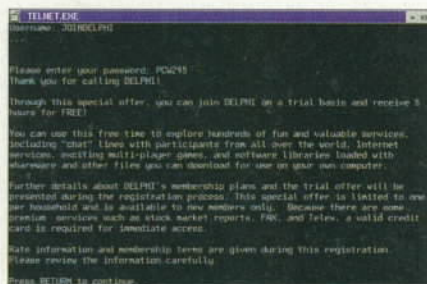 TELNET.EXE
Username: JOINDELPHI
Please enter your password: PCW245
Thank you for calling DELPHI!
Through this special offer, you can join DELPHI on a trial basis and receive 5
hours for FREE!
You can use this free time to explore hundreds of fun and valuable services,
including "chat" lines with participants from all over the world, Internet
services, exciting multi-player games, and software libraries loaded with
shareware and other files you can download for use on your own computer.
Further details about DELPHI's membership plans and the trial offer will be
presented during the registration process. This special offer is limited to one
per household and is available to new members only. Because there are some
premium services such as stock market reports, FAX, and Telex, a valid credit
card is required for immediate access.
Rate information and membership terms are given during this registration.
Please review the information carefully.
Press RETURN to continue.